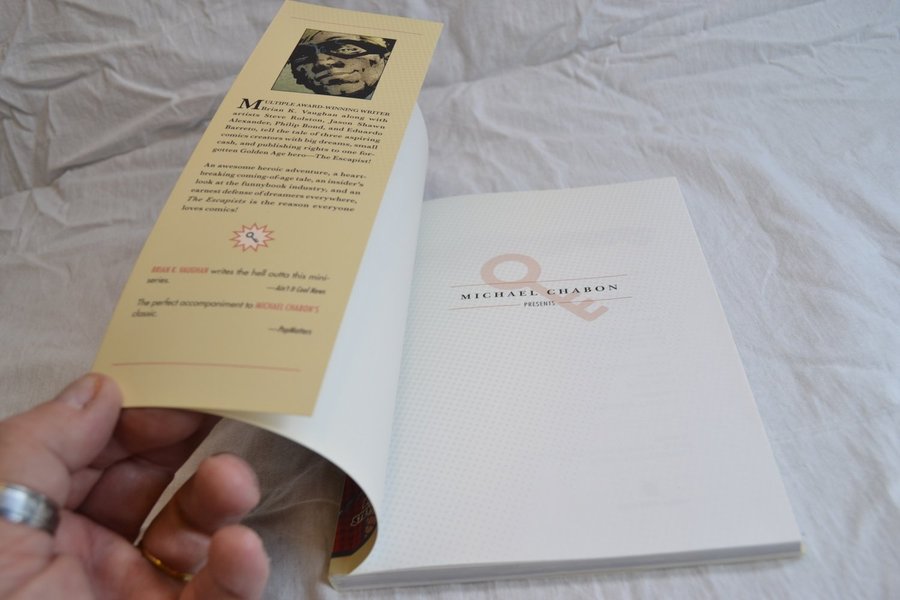 MULTIPLE AWARD-WINNING WRITER
Brian K. Vaughan along with
artists Steve Rolston, Jason Shawn
Alexander, Philip Bond, and Eduardo
Barreto, tell the tale of three aspiring
comics creators with big dreams, small
cash, and publishing rights to one for-
gotten Golden Age hero—The Escapist!
An awesome heroic adventure, a heart-
breaking coming-of-age tale, an insider's
look at the funnybook industry, and an
earnest defense of dreamers everywhere,
The Escapists is the reason everyone
loves comics!
BRIAN K. VAUGHAN writes the hell outta this mini-
series.
—Ain't It Cool News
The perfect accompaniment to MICHAEL CHABON'S
classic.
—PopMatters
MICHAEL CHABON
PRESENTS